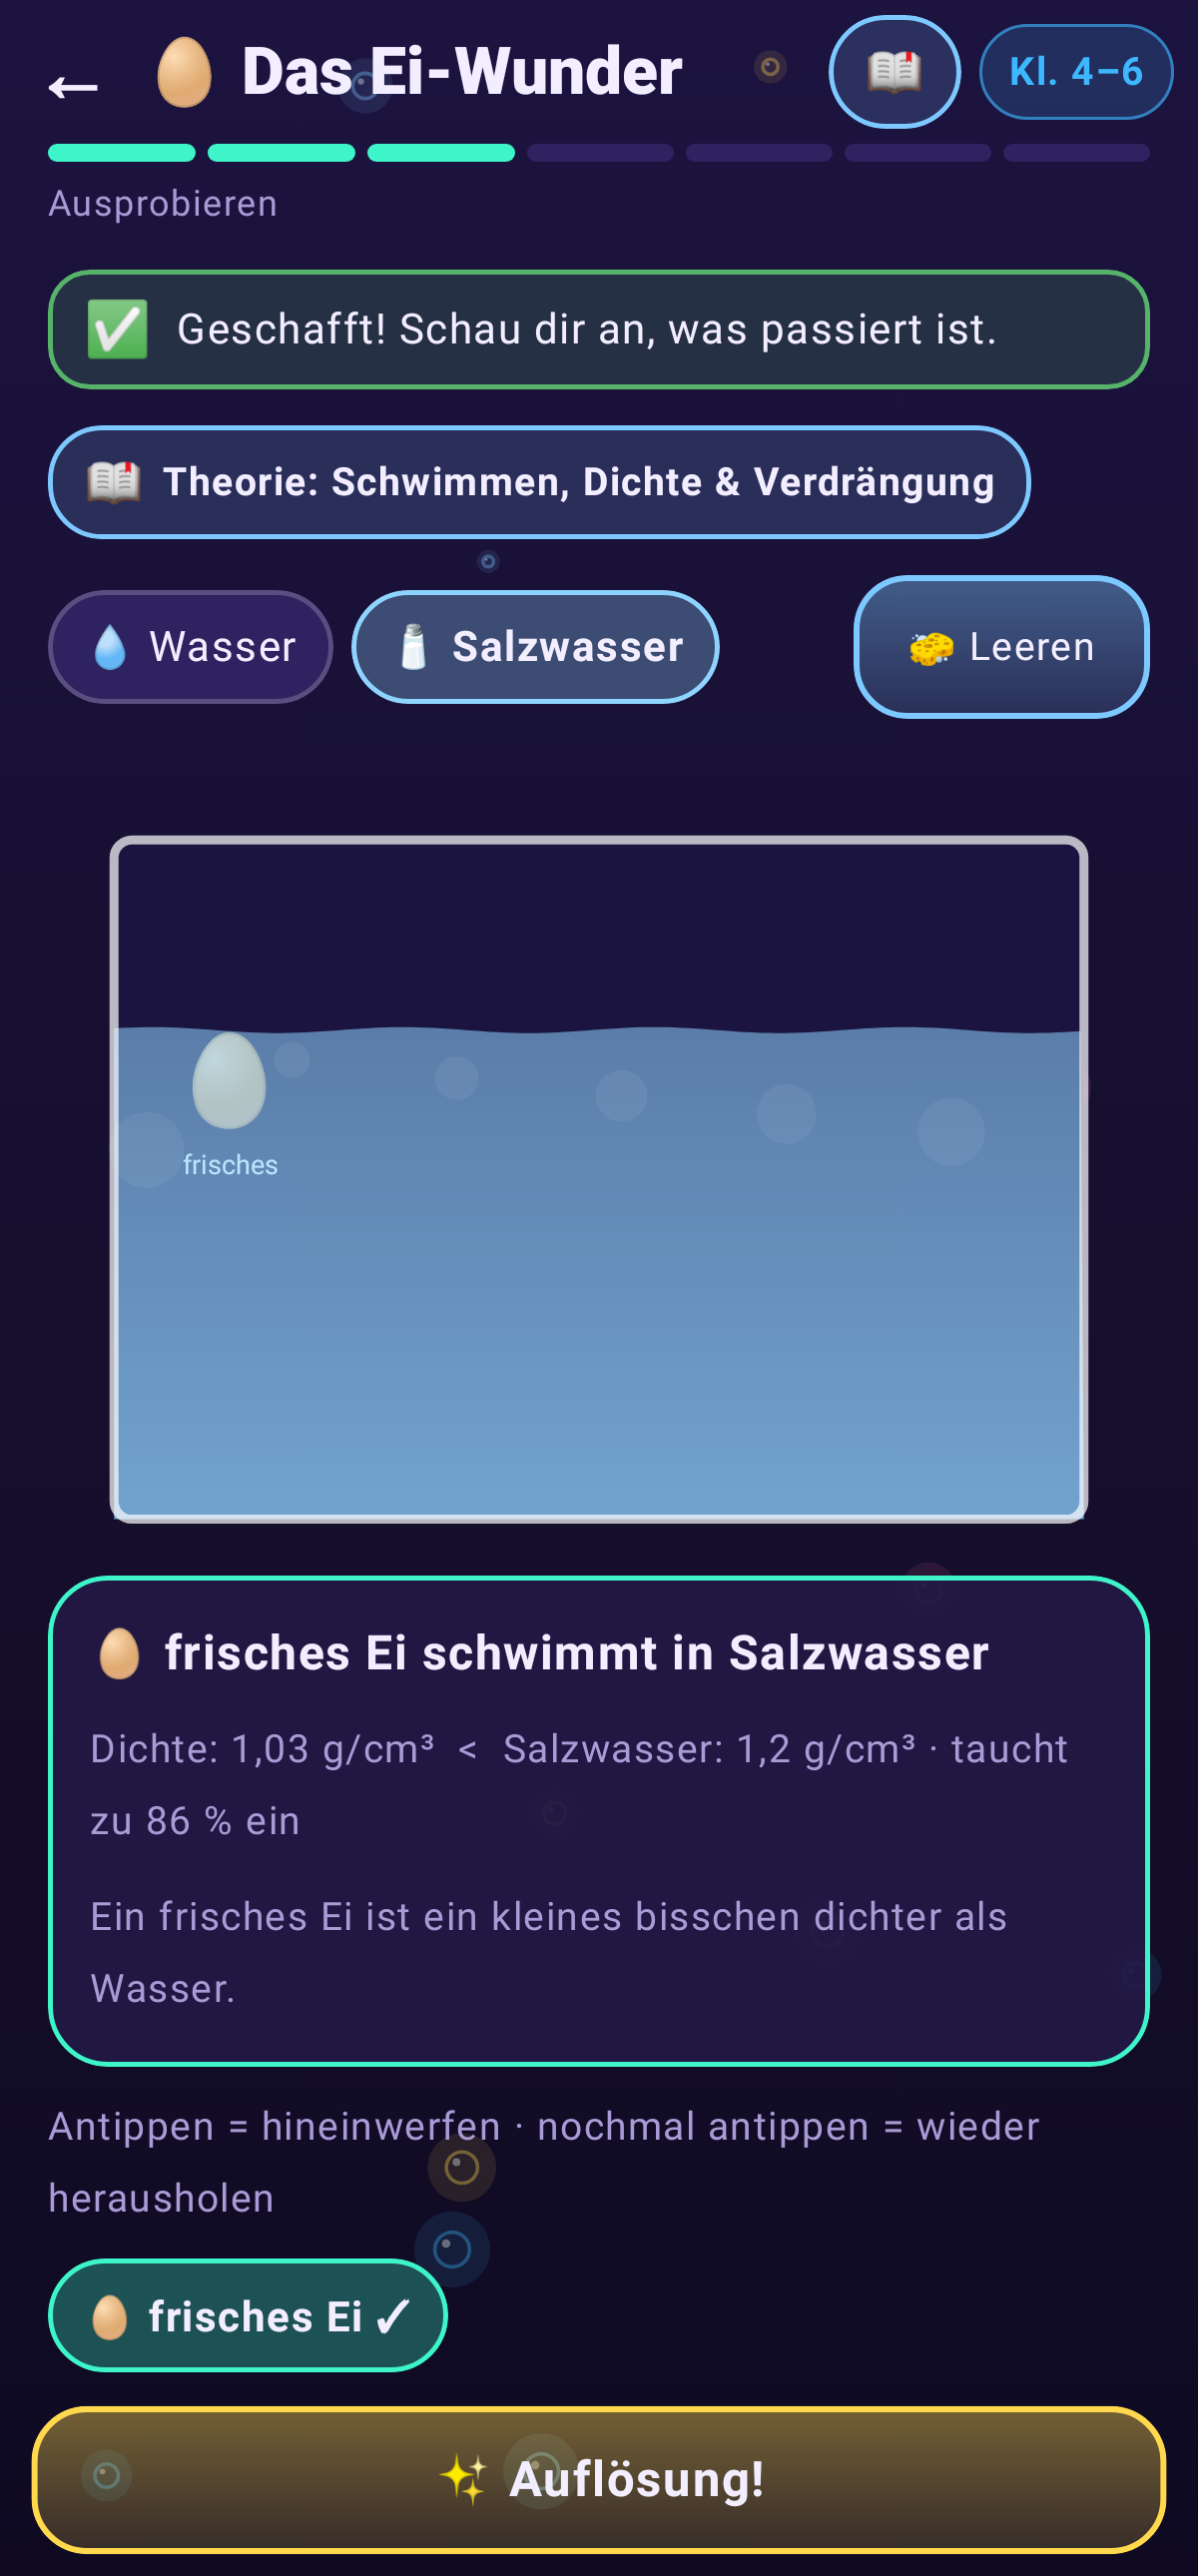 ← Das Ei-Wunder Kl. 4–6
Ausprobieren
✅ Geschafft! Schau dir an, was passiert ist.
Theorie: Schwimmen, Dichte & Verdrängung
Wasser Salzwasser Leeren
frisches
frisches Ei schwimmt in Salzwasser
Dichte: 1,03 g/cm³ < Salzwasser: 1,2 g/cm³ · taucht
zu 86 % ein
Ein frisches Ei ist ein kleines bisschen dichter als
Wasser.
Antippen = hineinwerfen · nochmal antippen = wieder
herausholen
frisches Ei ✓
Auflösung!